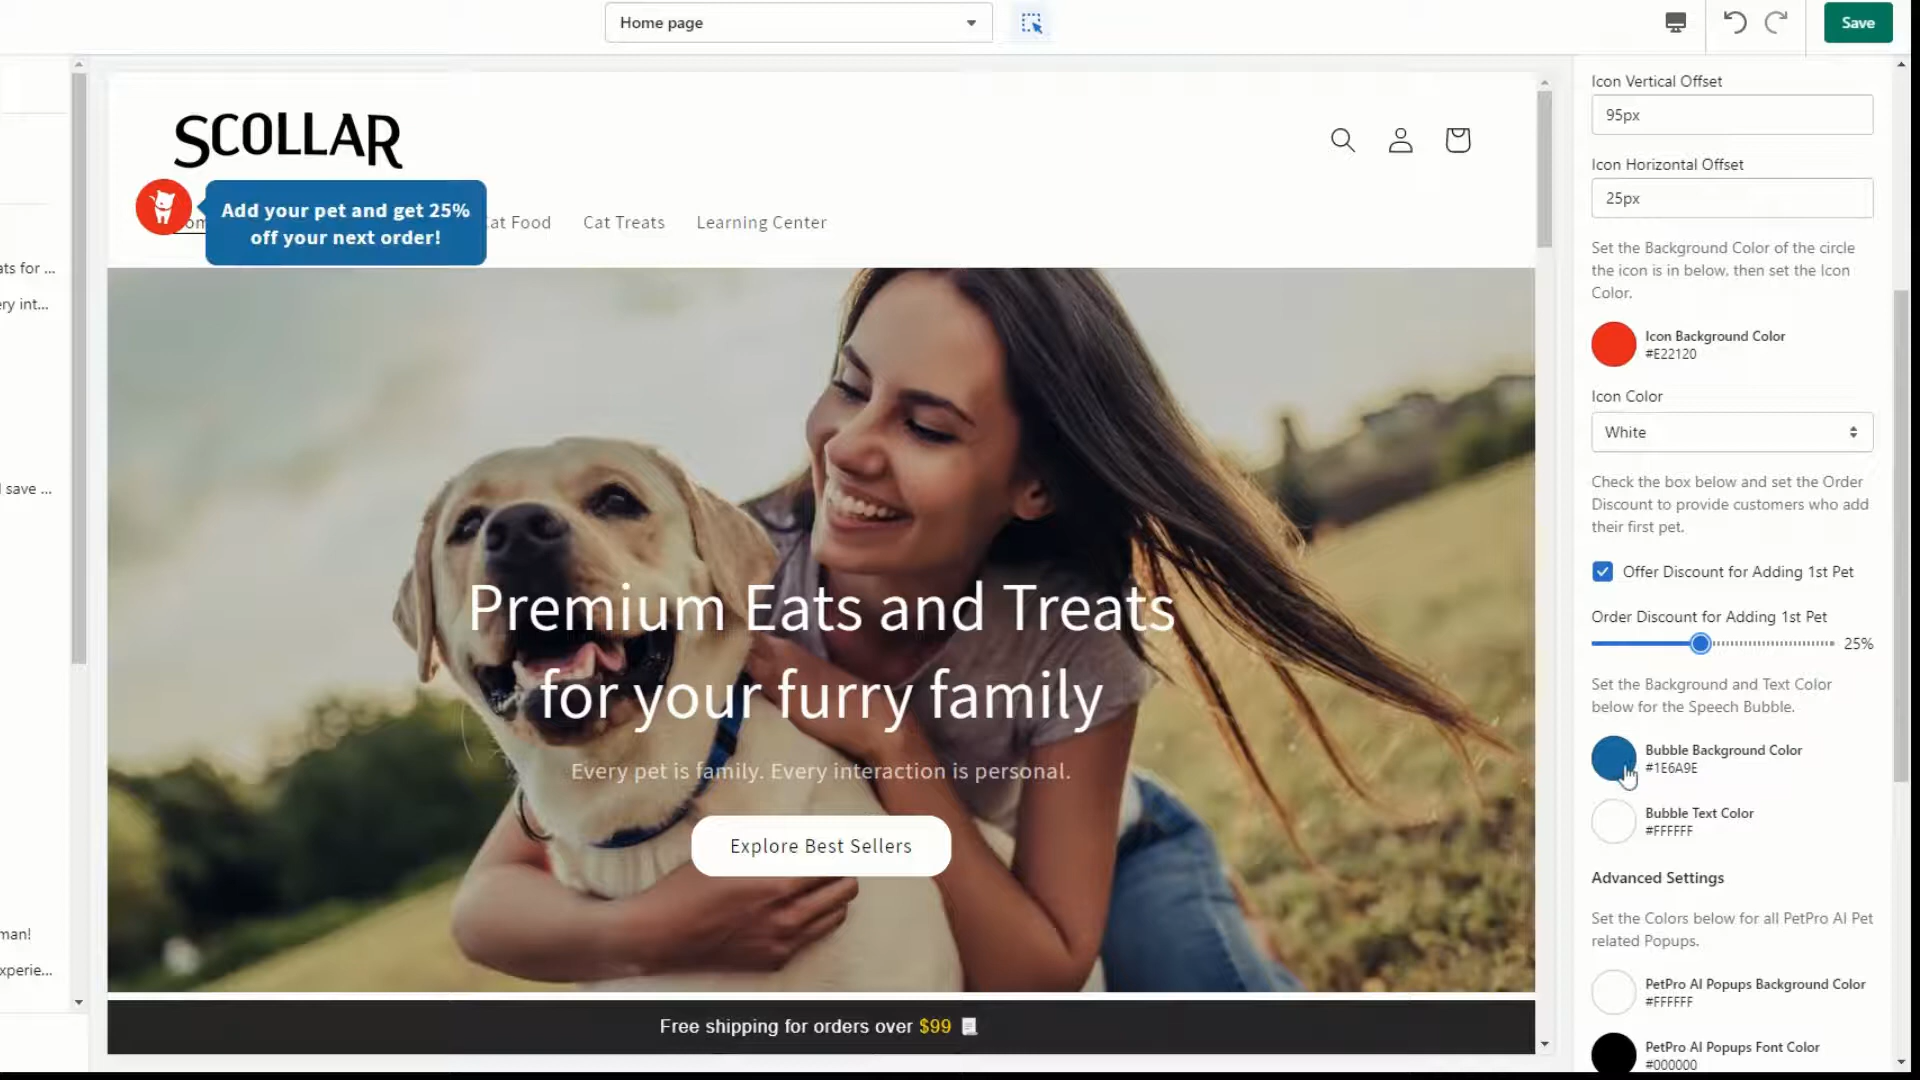 Home page
Save
SCOLLAR
Add your pet and get 25%
off your next order!
Cat Food
Cat Treats
Learning Center
Premium Eats and Treats
for your furry family
Every pet is family. Every interaction is personal.
Explore Best Sellers
Free shipping for orders over $99
ats for ...
ery int...
save ...
man!
xperie...
Icon Vertical Offset
95px
Icon Horizontal Offset
25px
Set the Background Color of the circle
the icon is in below, then set the Icon
Color.
Icon Background Color
#E22120
Icon Color
White
Check the box below and set the Order
Discount to provide customers who add
their first pet.
Offer Discount for Adding 1st Pet
Order Discount for Adding 1st Pet
25%
Set the Background and Text Color
below for the Speech Bubble.
Bubble Background Color
#1E6A9E
Bubble Text Color
#FFFFFF
Advanced Settings
Set the Colors below for all PetPro AI Pet
related Popups.
PetPro AI Popups Background Color
#FFFFFF
PetPro AI Popups Font Color
#000000